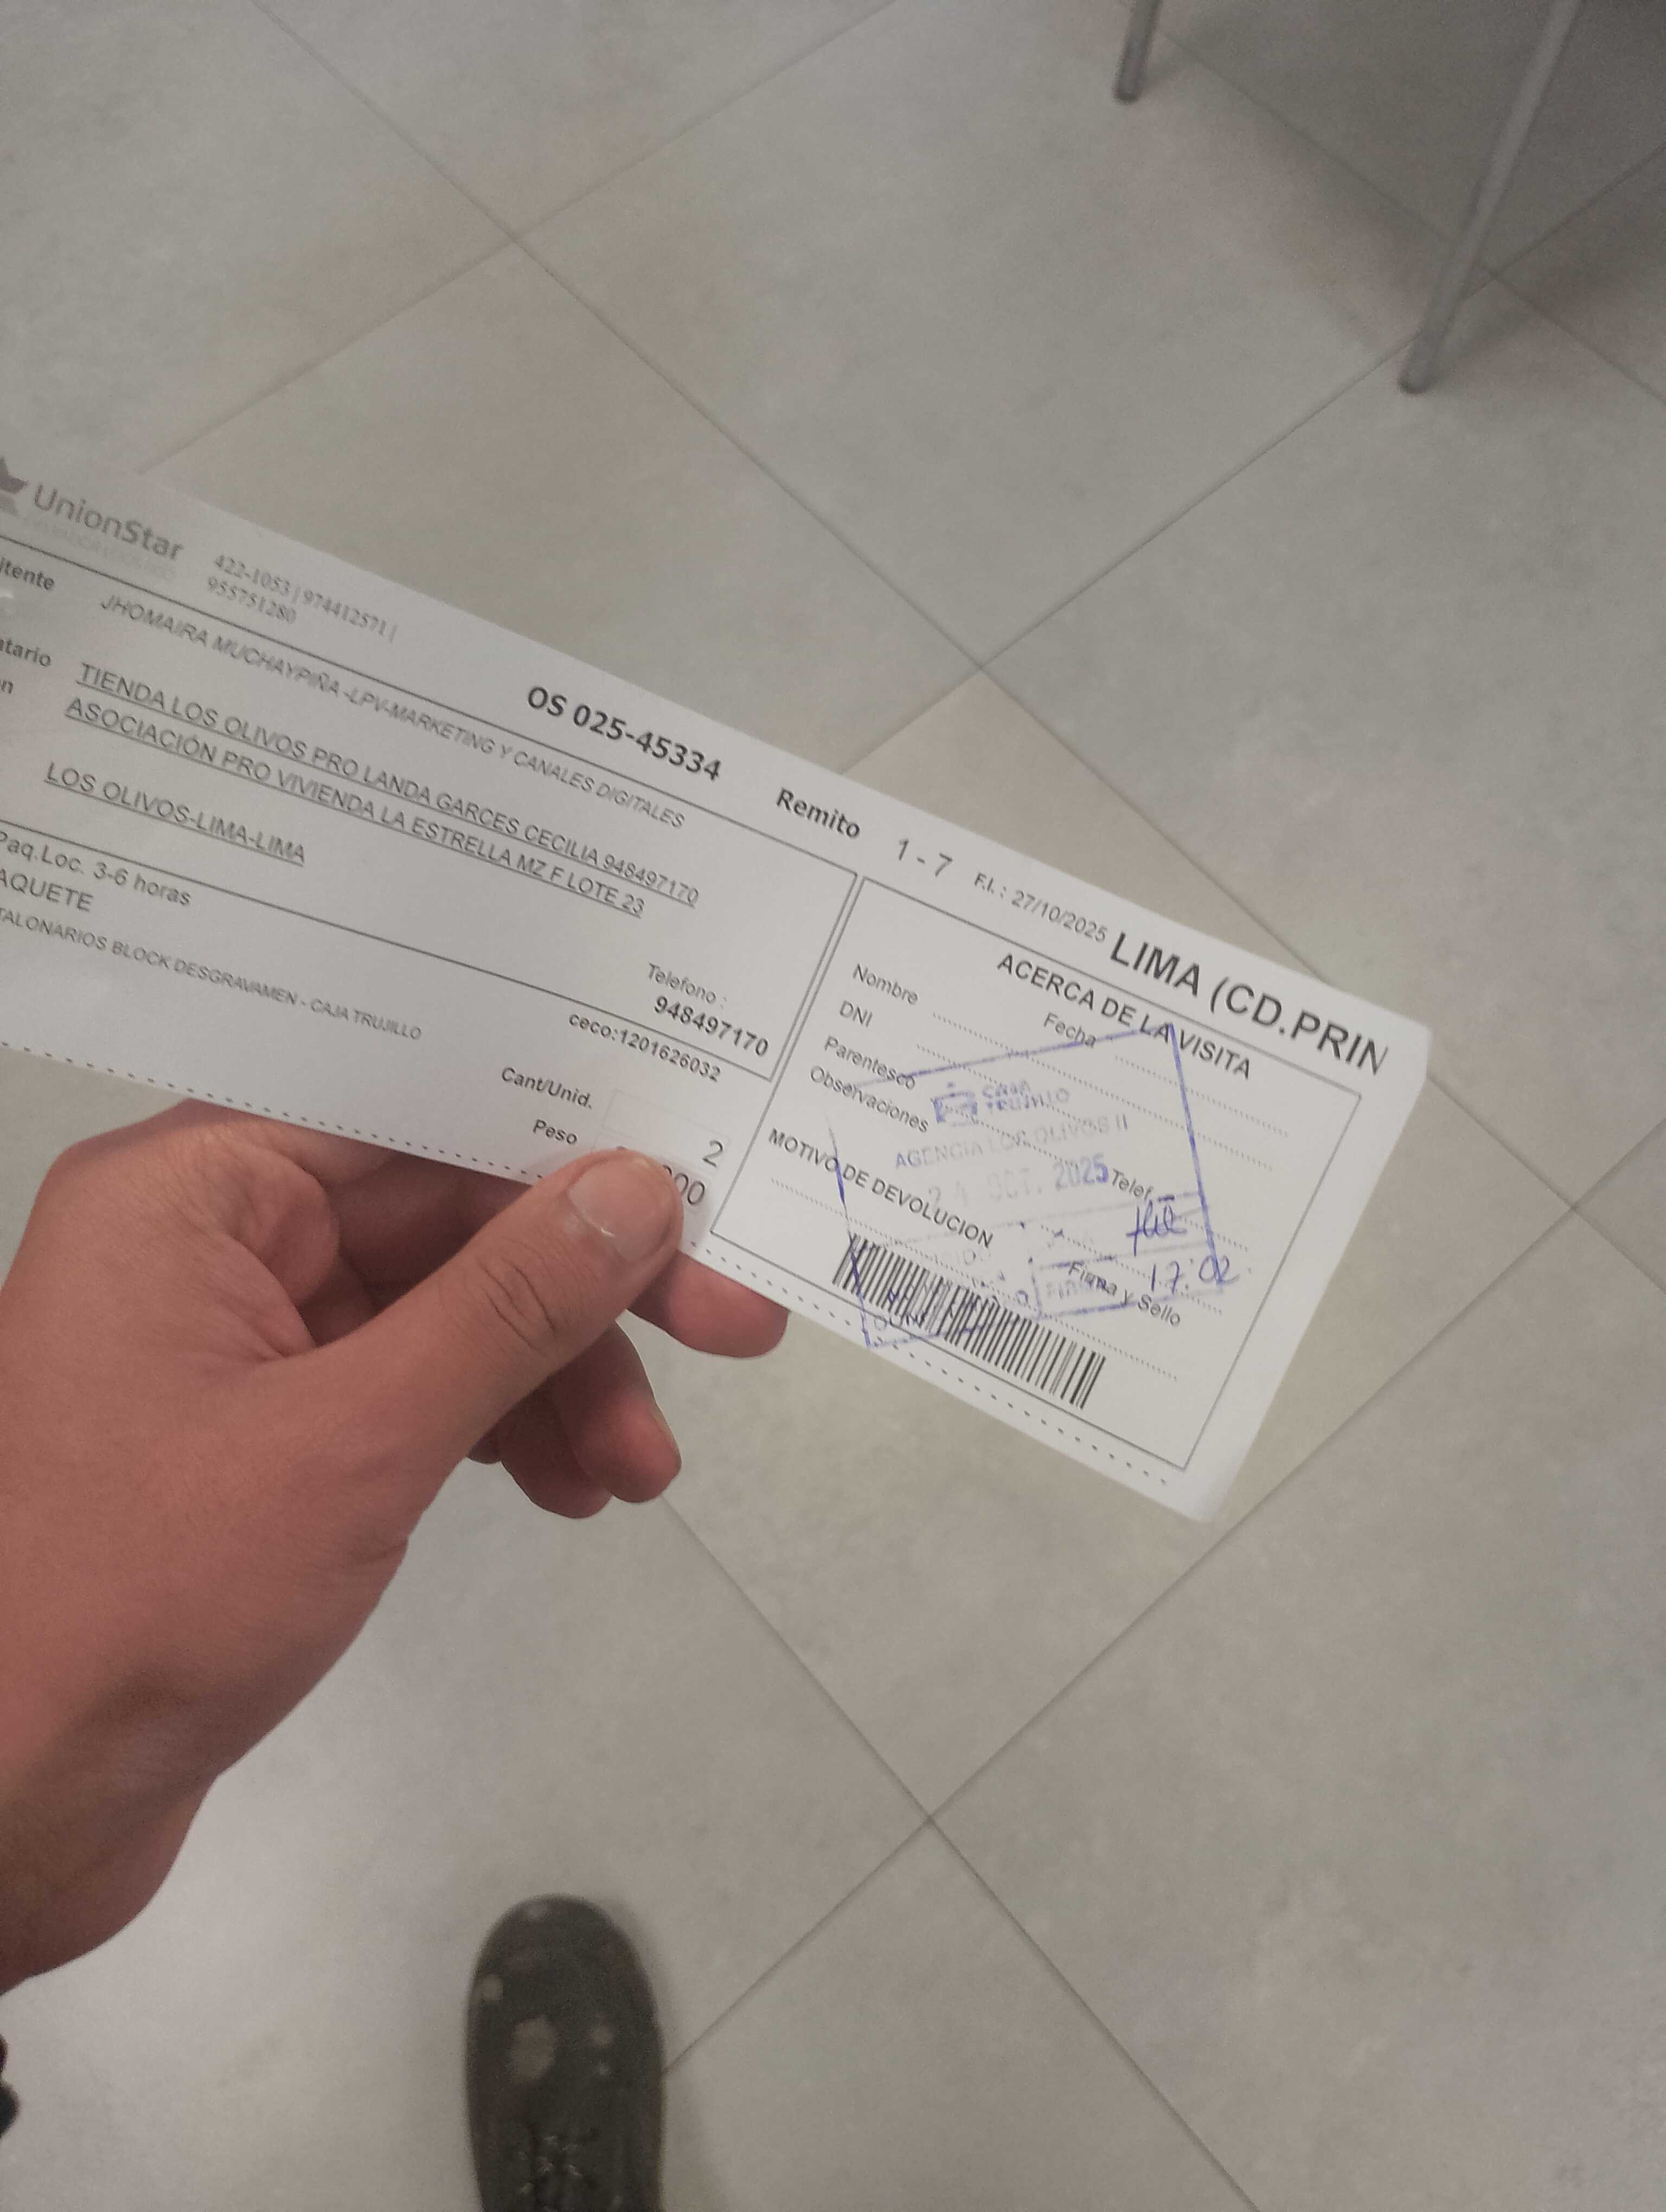 UnionStar
422-1053 | 974412571 |
955751280
OS 025-45334
Remito 1 - 7 F.I.: 27/10/2025 LIMA (CD.PRIN
itente JHOMAIRA MUCHAYPIÑA -LPV-MARKETING Y CANALES DIGITALES
atario TIENDA LOS OLIVOS PRO LANDA GARCES CECILIA 948497170
n ASOCIACIÓN PRO VIVIENDA LA ESTRELLA MZ F LOTE 23
LOS OLIVOS-LIMA-LIMA
Telefono :
948497170
Paq.Loc. 3-6 horas
ceco:1201626032
AQUETE
TALONARIOS BLOCK DESGRAVAMEN - CAJA TRUJILLO
Cant/Unid. 2
Peso 00
ACERCA DE LA VISITA
Nombre
Fecha
DNI
Parentesco
Observaciones
Telef.
MOTIVO DE DEVOLUCION
Firma y Sello
CAJA
TRUJILLO
AGENCIA LOS OLIVOS II
OCT. 2025
17:02